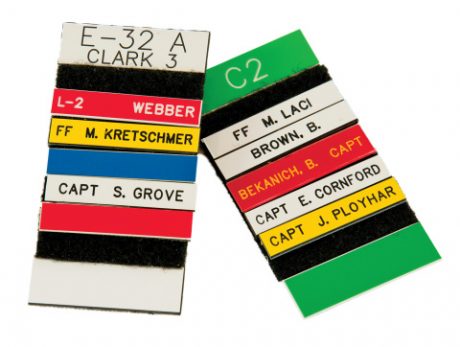 E-32 A
CLARK 3
L-2 WEBBER
FF M. KRETSCHMER
CAPT S. GROVE
C2
FF M. LACI
BROWN, B.
BEKANICH, B. CAPT
CAPT E. CORNFORD
CAPT J. PLOYHAR